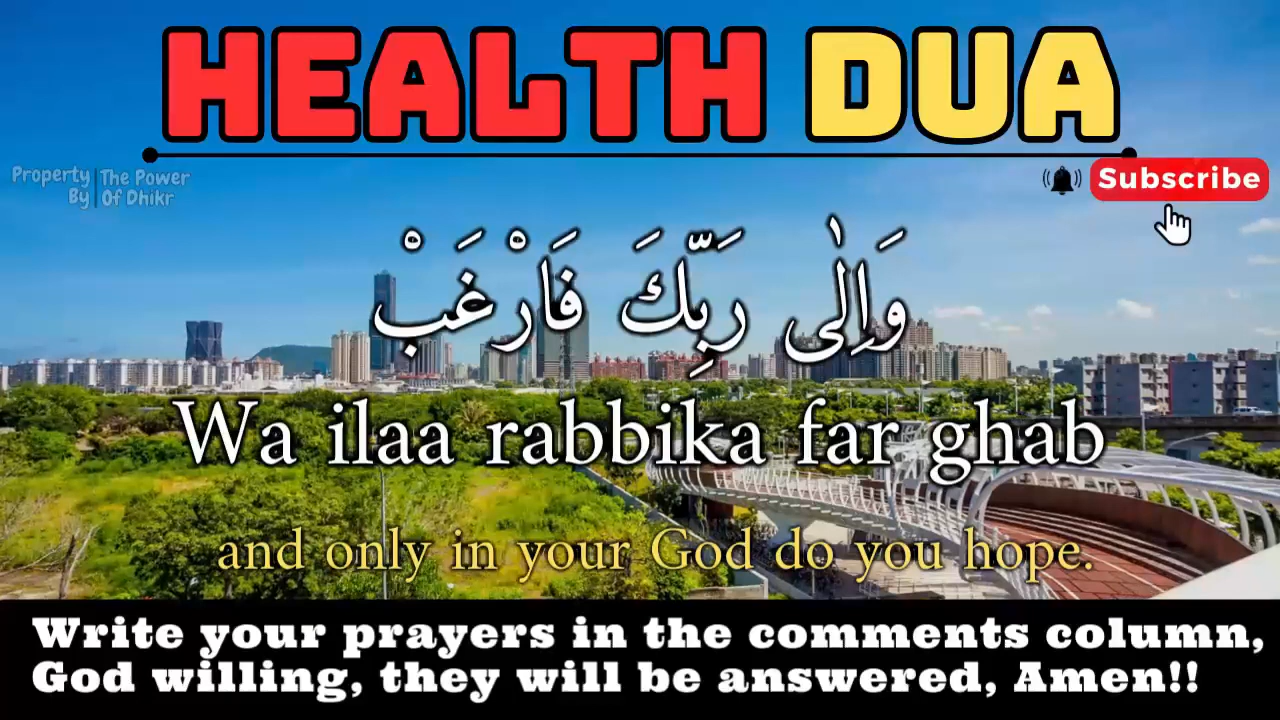 HEALTH DUA
Property By
The Power Of Dhikr
Subscribe
وَاِلٰى رَبِّكَ فَارْغَبْ
Wa ilaa rabbika far ghab
and only in your God do you hope.
Write your prayers in the comments column,
God willing, they will be answered, Amen!!